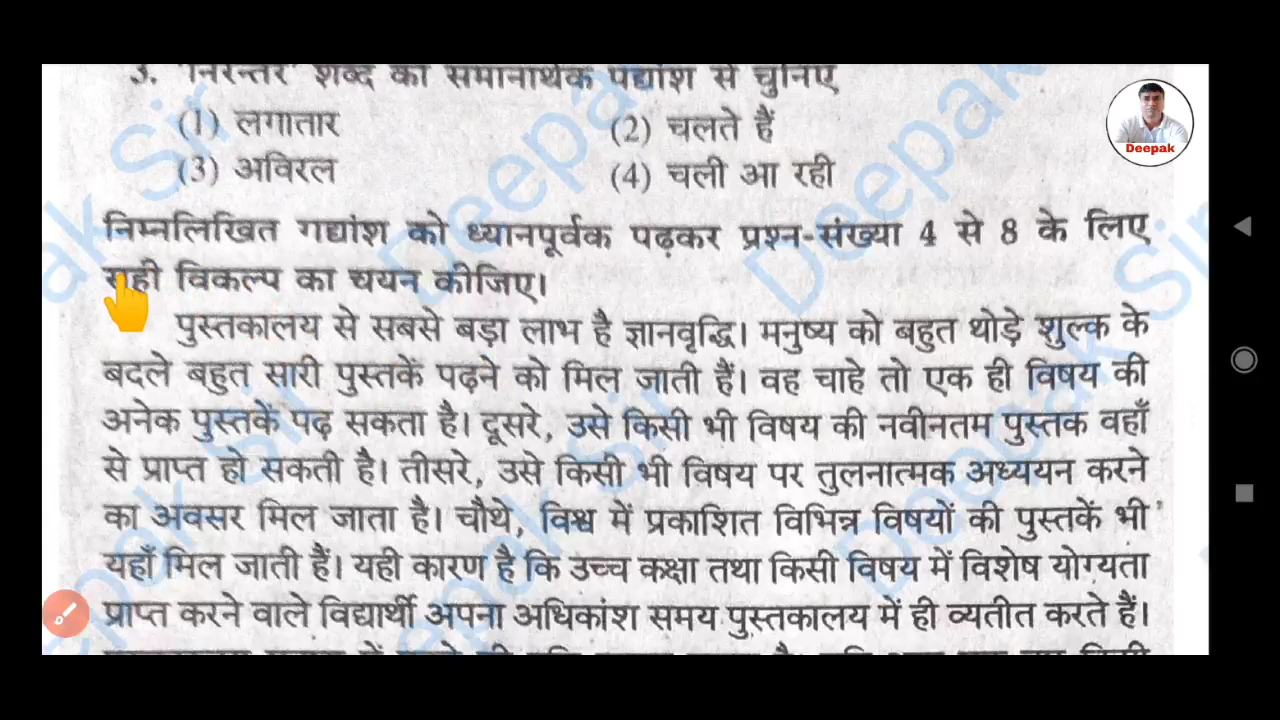 3. 'निरन्तर' शब्द का समानार्थक पद्यांश से चुनिए
(1) लगातार (2) चलते हैं
(3) अविरल (4) चली आ रही
Deepak
निम्नलिखित गद्यांश को ध्यानपूर्वक पढ़कर प्रश्न-संख्या 4 से 8 के लिए
सही विकल्प का चयन कीजिए।
पुस्तकालय से सबसे बड़ा लाभ है ज्ञानवृद्धि। मनुष्य को बहुत थोड़े शुल्क के
बदले बहुत सारी पुस्तकें पढ़ने को मिल जाती हैं। वह चाहे तो एक ही विषय की
अनेक पुस्तकें पढ़ सकता है। दूसरे, उसे किसी भी विषय की नवीनतम पुस्तक वहाँ
से प्राप्त हो सकती है। तीसरे, उसे किसी भी विषय पर तुलनात्मक अध्ययन करने
का अवसर मिल जाता है। चौथे, विश्व में प्रकाशित विभिन्न विषयों की पुस्तकें भी
यहाँ मिल जाती हैं। यही कारण है कि उच्च कक्षा तथा किसी विषय में विशेष योग्यता
प्राप्त करने वाले विद्यार्थी अपना अधिकांश समय पुस्तकालय में ही व्यतीत करते हैं।